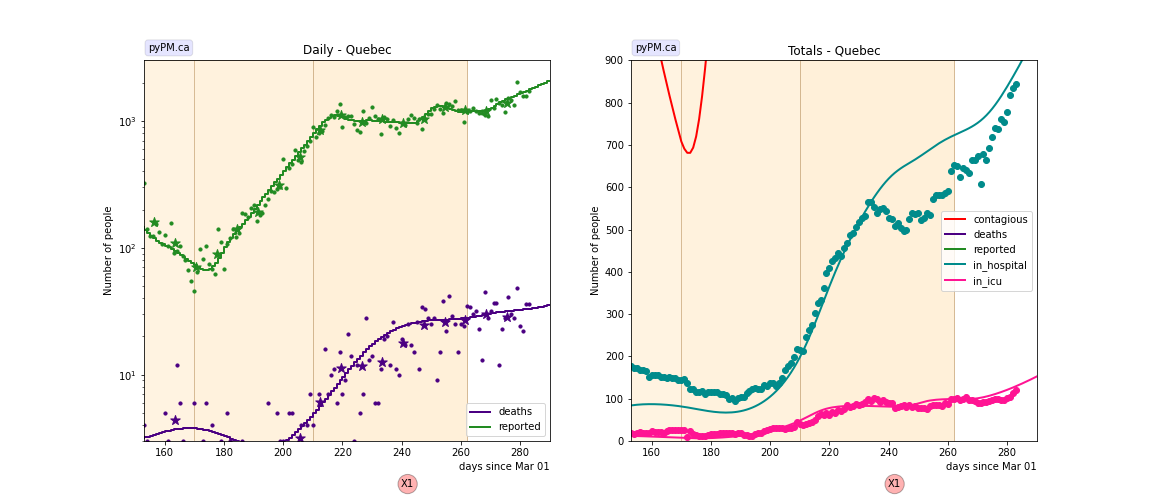 pyPM.ca
Daily - Quebec
Number of people
10³
10²
10¹
deaths
reported
160 180 200 220 240 260 280
days since Mar 01
X1
pyPM.ca
Totals - Quebec
Number of people
900
800
700
600
500
400
300
200
100
0
contagious
deaths
reported
in_hospital
in_icu
160 180 200 220 240 260 280
days since Mar 01
X1